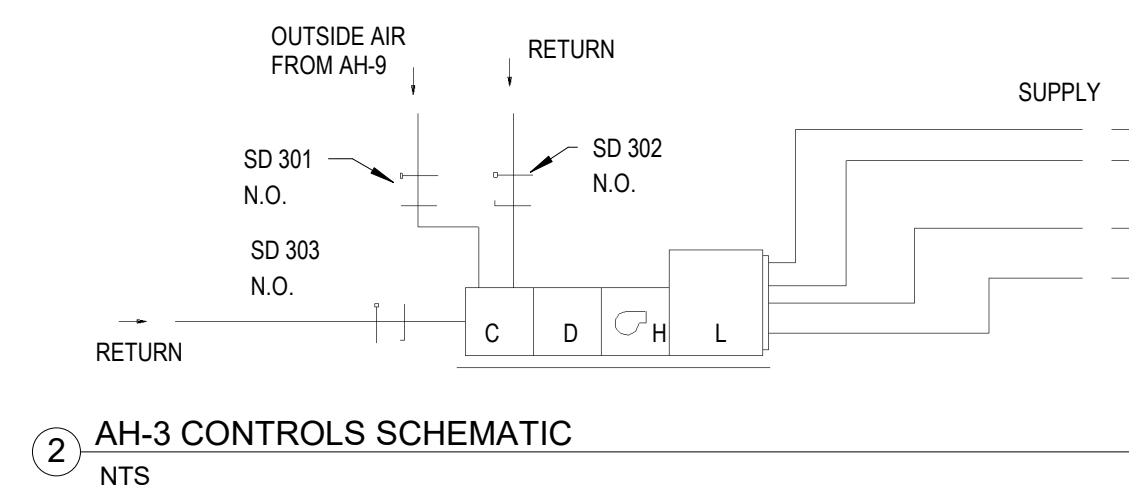 OUTSIDE AIR
FROM AH-9
RETURN
SUPPLY
SD 301
N.O.
SD 302
N.O.
SD 303
N.O.
RETURN
C
D
H
L
2
AH-3 CONTROLS SCHEMATIC
NTS